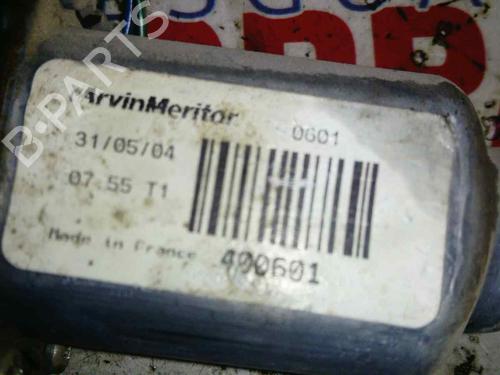 ArvinMeritor
0601
31/05/04
07:55 T1
Made in France
400601
B-PARTS